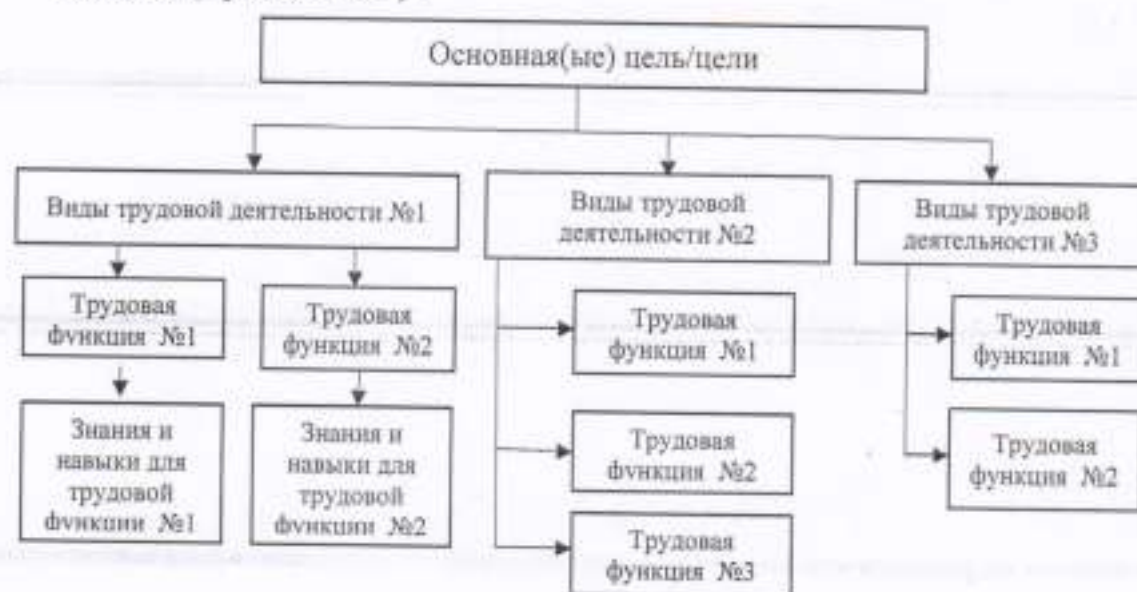 Основная(ые) цель/цели
Виды трудовой деятельности №1
Виды трудовой
деятельности №2
Виды трудовой
деятельности №3
Трудовая
функция №1
Трудовая
функция №2
Трудовая
функция №1
Трудовая
функция №1
Знания и
навыки для
трудовой
функции №1
Знания и
навыки для
трудовой
функции №2
Трудовая
функция №2
Трудовая
функция №2
Трудовая
функция №3